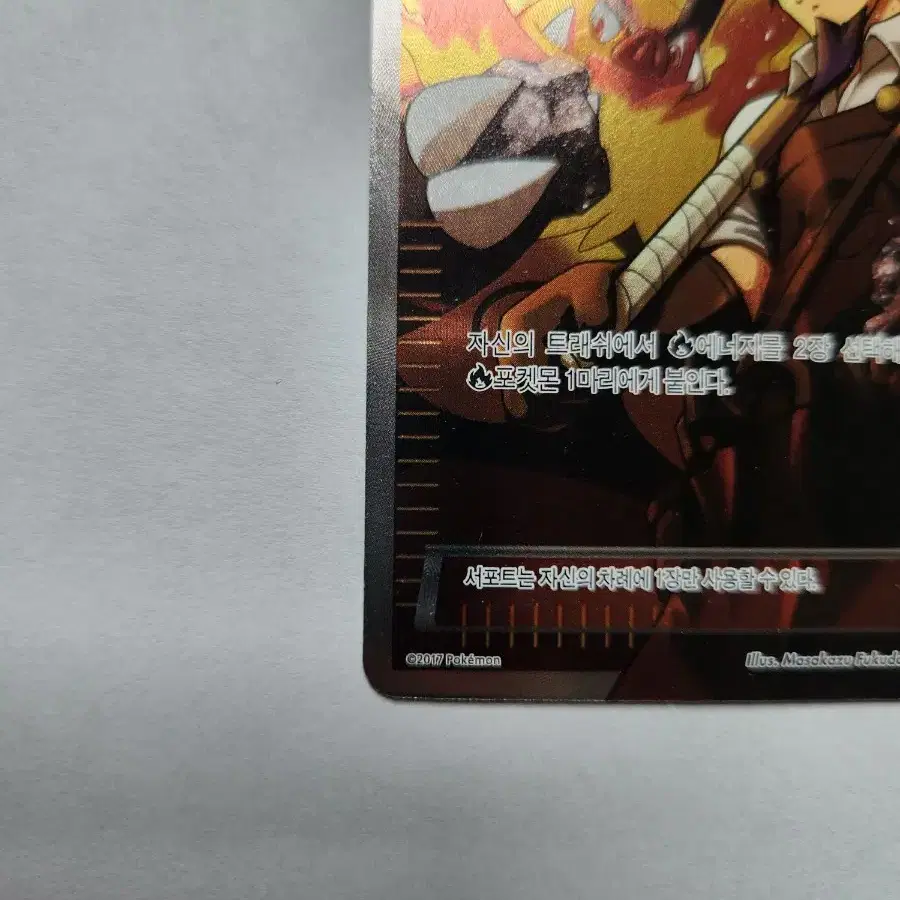 자신의 트래쉬에서 에너지를 2장 선택해
포켓몬 1마리에게 붙인다.
서포트는 자신의 차례에 1장만 사용할 수 있다.
©2017 Pokémon
Illus. Masakazu Fukuda